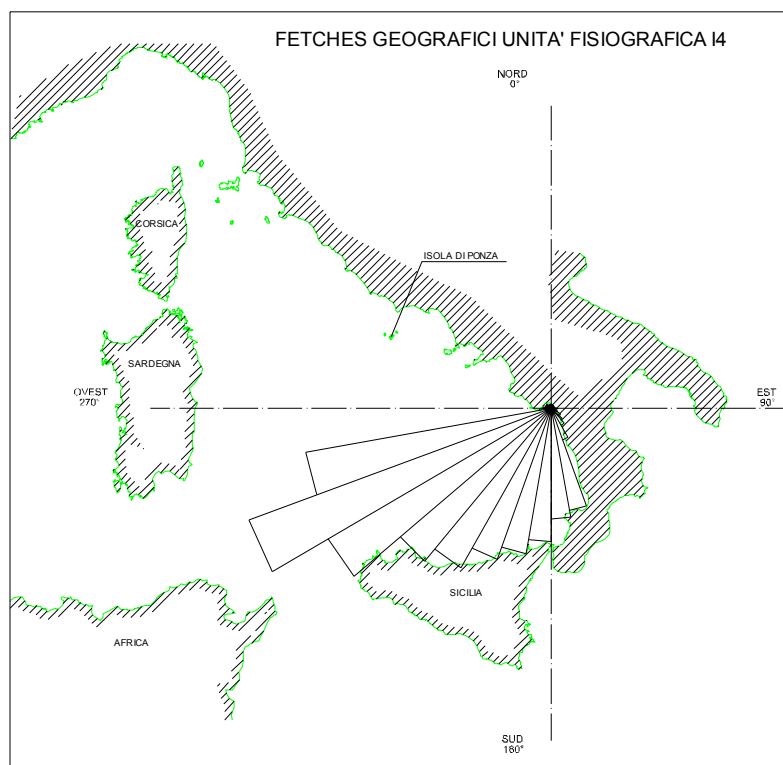 FETCHES GEOGRAFICI UNITA' FISIOGRAFICA I4
NORD
0°
CORSICA
ISOLA DI PONZA
SARDEGNA
OVEST
270°
EST
90°
SICILIA
AFRICA
SUD
180°